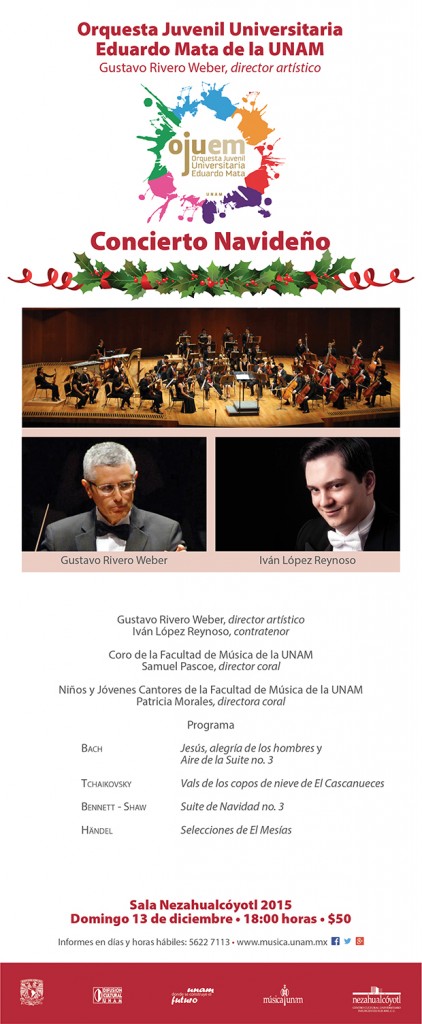 Orquesta Juvenil Universitaria
Eduardo Mata de la UNAM
Gustavo Rivero Weber, director artístico
ojuem
Orquesta Juvenil
Universitaria
Eduardo Mata
UNAM
Concierto Navideño
Gustavo Rivero Weber
Iván López Reynoso
Gustavo Rivero Weber, director artístico
Iván López Reynoso, contratenor
Coro de la Facultad de Música de la UNAM
Samuel Pascoe, director coral
Niños y Jóvenes Cantores de la Facultad de Música de la UNAM
Patricia Morales, directora coral
Programa
BACH Jesús, alegría de los hombres y
Aire de la Suite no. 3
TCHAIKOVSKY Vals de los copos de nieve de El Cascanueces
BENNETT - SHAW Suite de Navidad no. 3
HÄNDEL Selecciones de El Mesías
Sala Nezahualcóyotl 2015
Domingo 13 de diciembre • 18:00 horas • $50
Informes en días y horas hábiles: 5622 7113 • www.musica.unam.mx
DIFUSIÓN
CULTURAL
UNAM
unam
donde se construye el
futuro
músicaunam
nezahualcóyotl